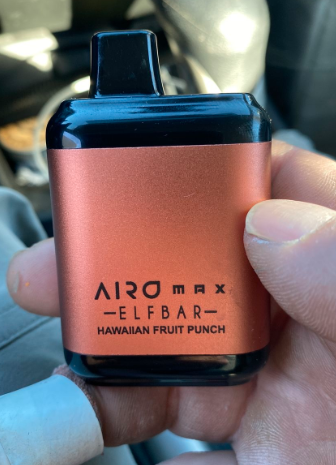 AIRO MAX
-ELFBAR-
HAWAIIAN FRUIT PUNCH